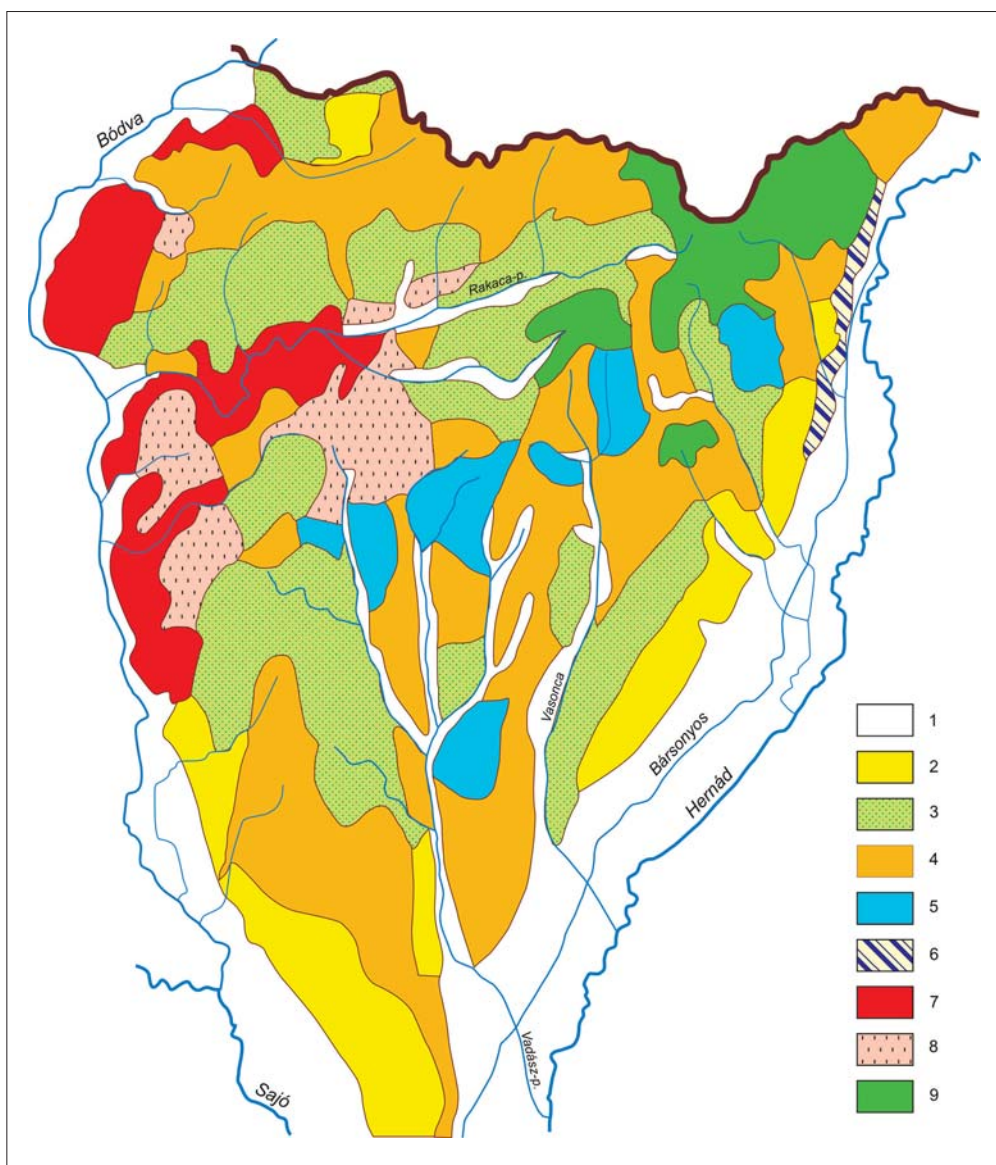 Bódva
Rakaca-p.
Vasonca
Bársonyos
Hernád
Vadász-p.
Sajó
1
2
3
4
5
6
7
8
9